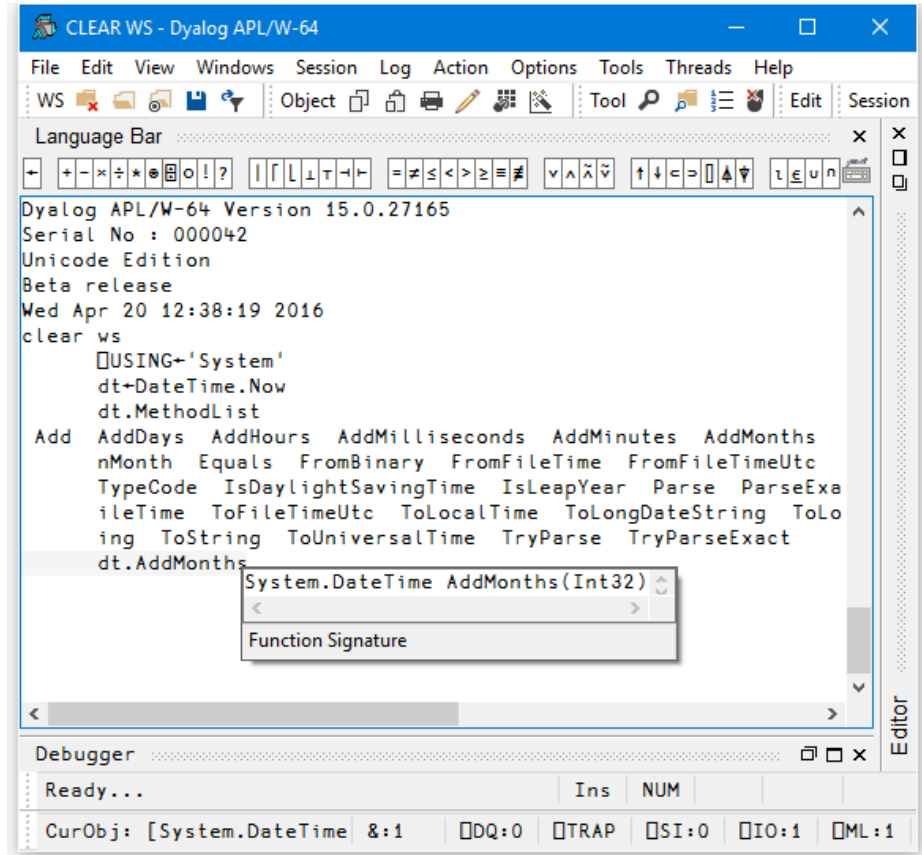 CLEAR WS - Dyalog APL/W-64
File Edit View Windows Session Log Action Options Tools Threads Help
WS Object Tool Edit Session
Language Bar
← + - × ÷ * ⍟ ⌹ ○ ! ? | ⌈ ⌊ ⊥ ⊤ ⊣ ⊢ = ≠ ≤ < > ≥ ≡ ≢ ∨ ∧ ⍲ ⍱ ↑ ↓ ⊂ ⊃ ⌷ ⍋ ⍒ ⍳ ⍷ ∪ ∩
Dyalog APL/W-64 Version 15.0.27165
Serial No : 000042
Unicode Edition
Beta release
Wed Apr 20 12:38:19 2016
clear ws
⎕USING←'System'
dt←DateTime.Now
dt.MethodList
Add AddDays AddHours AddMilliseconds AddMinutes AddMonths
nMonth Equals FromBinary FromFileTime FromFileTimeUtc
TypeCode IsDaylightSavingTime IsLeapYear Parse ParseExa
ileTime ToFileTimeUtc ToLocalTime ToLongDateString ToLo
ing ToString ToUniversalTime TryParse TryParseExact
dt.AddMonths
System.DateTime AddMonths(Int32)
Function Signature
Editor
Debugger
Ready... Ins NUM
CurObj: [System.DateTime &:1 ⎕DQ:0 ⎕TRAP ⎕SI:0 ⎕IO:1 ⎕ML:1